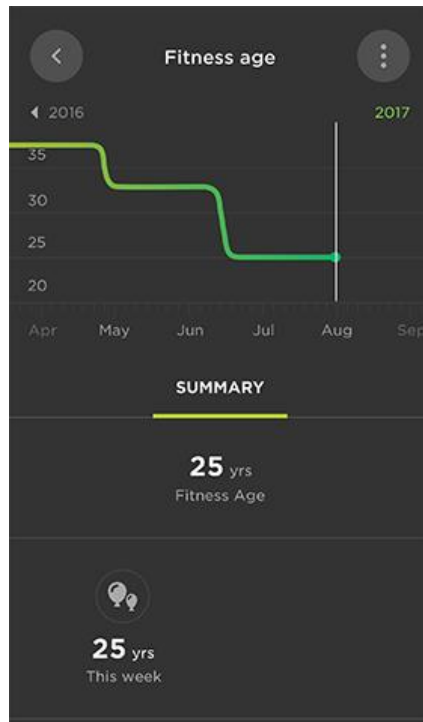 Fitness age
2016 2017
35
30
25
20
Apr May Jun Jul Aug Sep
SUMMARY
25 yrs
Fitness Age
25 yrs
This week